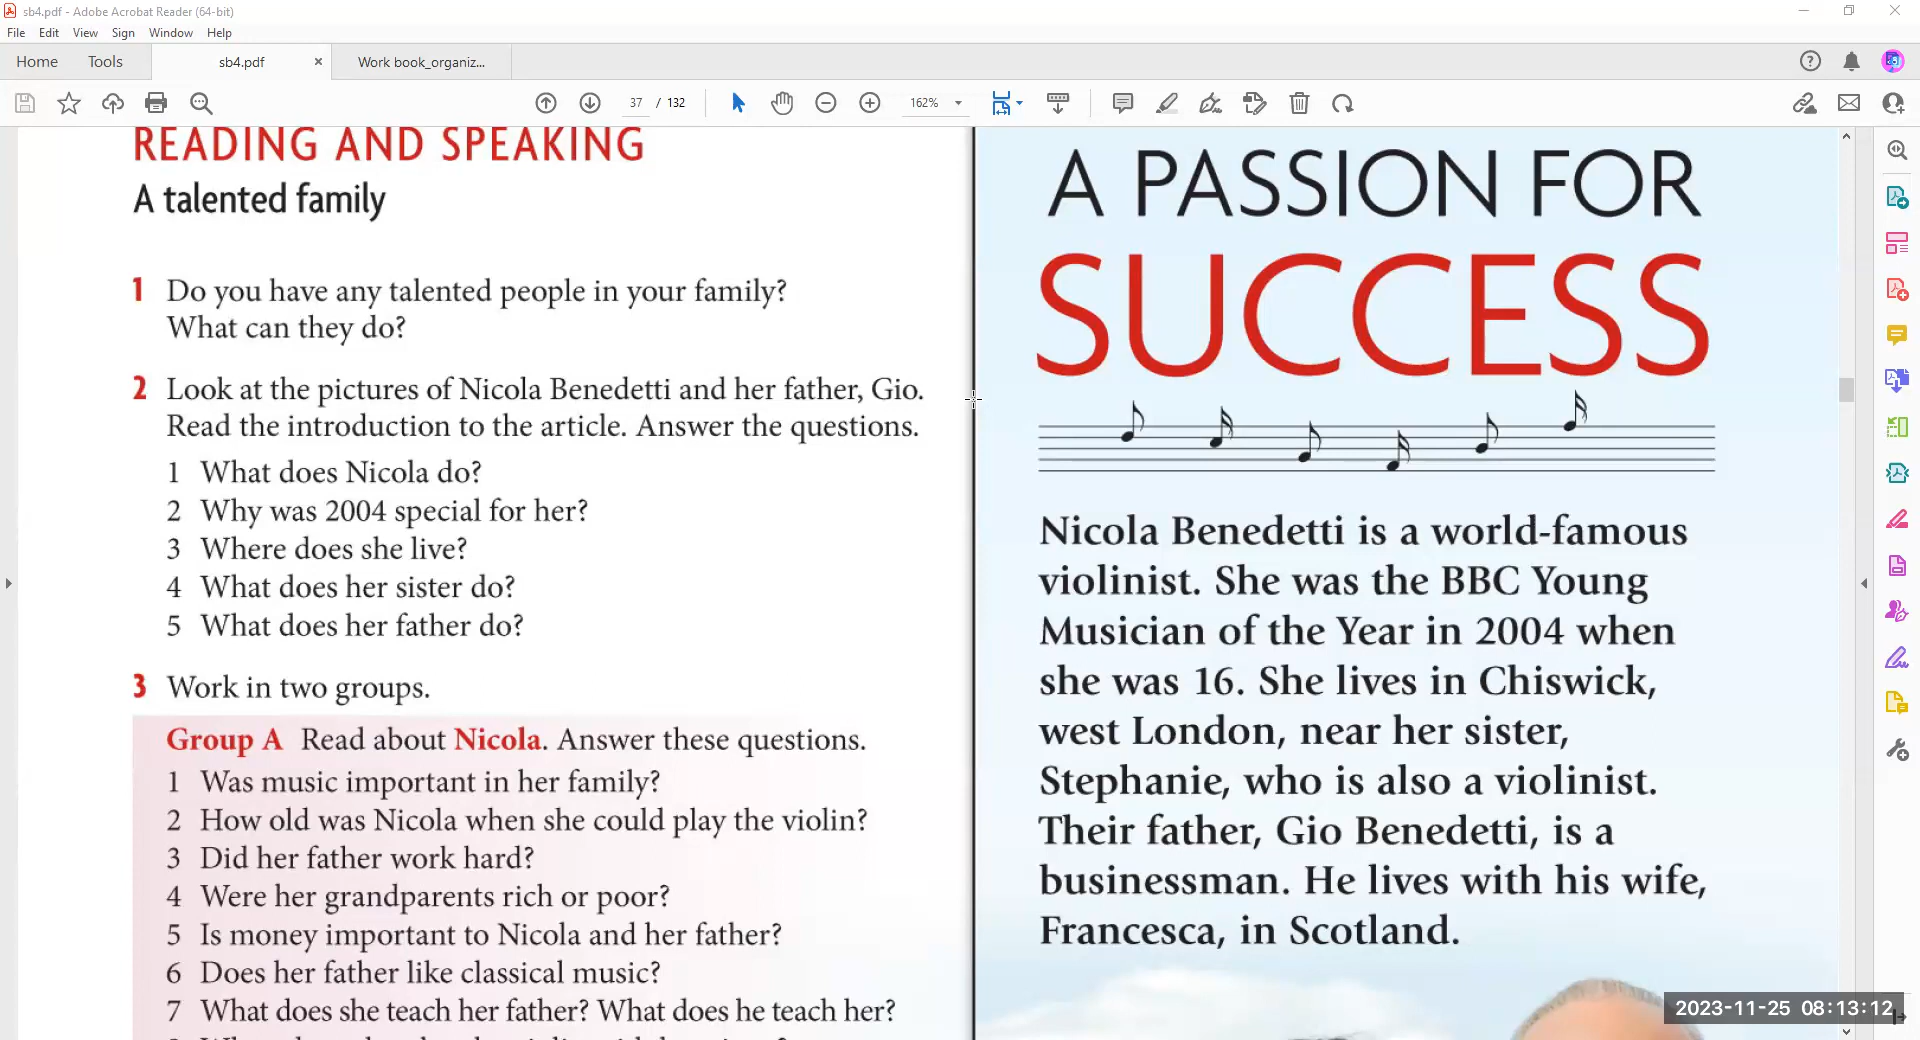 sb4.pdf - Adobe Acrobat Reader (64-bit)
File Edit View Sign Window Help
Home Tools sb4.pdf × Work book_organiz...
37 / 132 162%
READING AND SPEAKING
A talented family
1 Do you have any talented people in your family?
What can they do?
2 Look at the pictures of Nicola Benedetti and her father, Gio.
Read the introduction to the article. Answer the questions.
1 What does Nicola do?
2 Why was 2004 special for her?
3 Where does she live?
4 What does her sister do?
5 What does her father do?
3 Work in two groups.
Group A Read about Nicola. Answer these questions.
1 Was music important in her family?
2 How old was Nicola when she could play the violin?
3 Did her father work hard?
4 Were her grandparents rich or poor?
5 Is money important to Nicola and her father?
6 Does her father like classical music?
7 What does she teach her father? What does he teach her?
A PASSION FOR
SUCCESS
Nicola Benedetti is a world-famous
violinist. She was the BBC Young
Musician of the Year in 2004 when
she was 16. She lives in Chiswick,
west London, near her sister,
Stephanie, who is also a violinist.
Their father, Gio Benedetti, is a
businessman. He lives with his wife,
Francesca, in Scotland.
2023-11-25 08:13:12